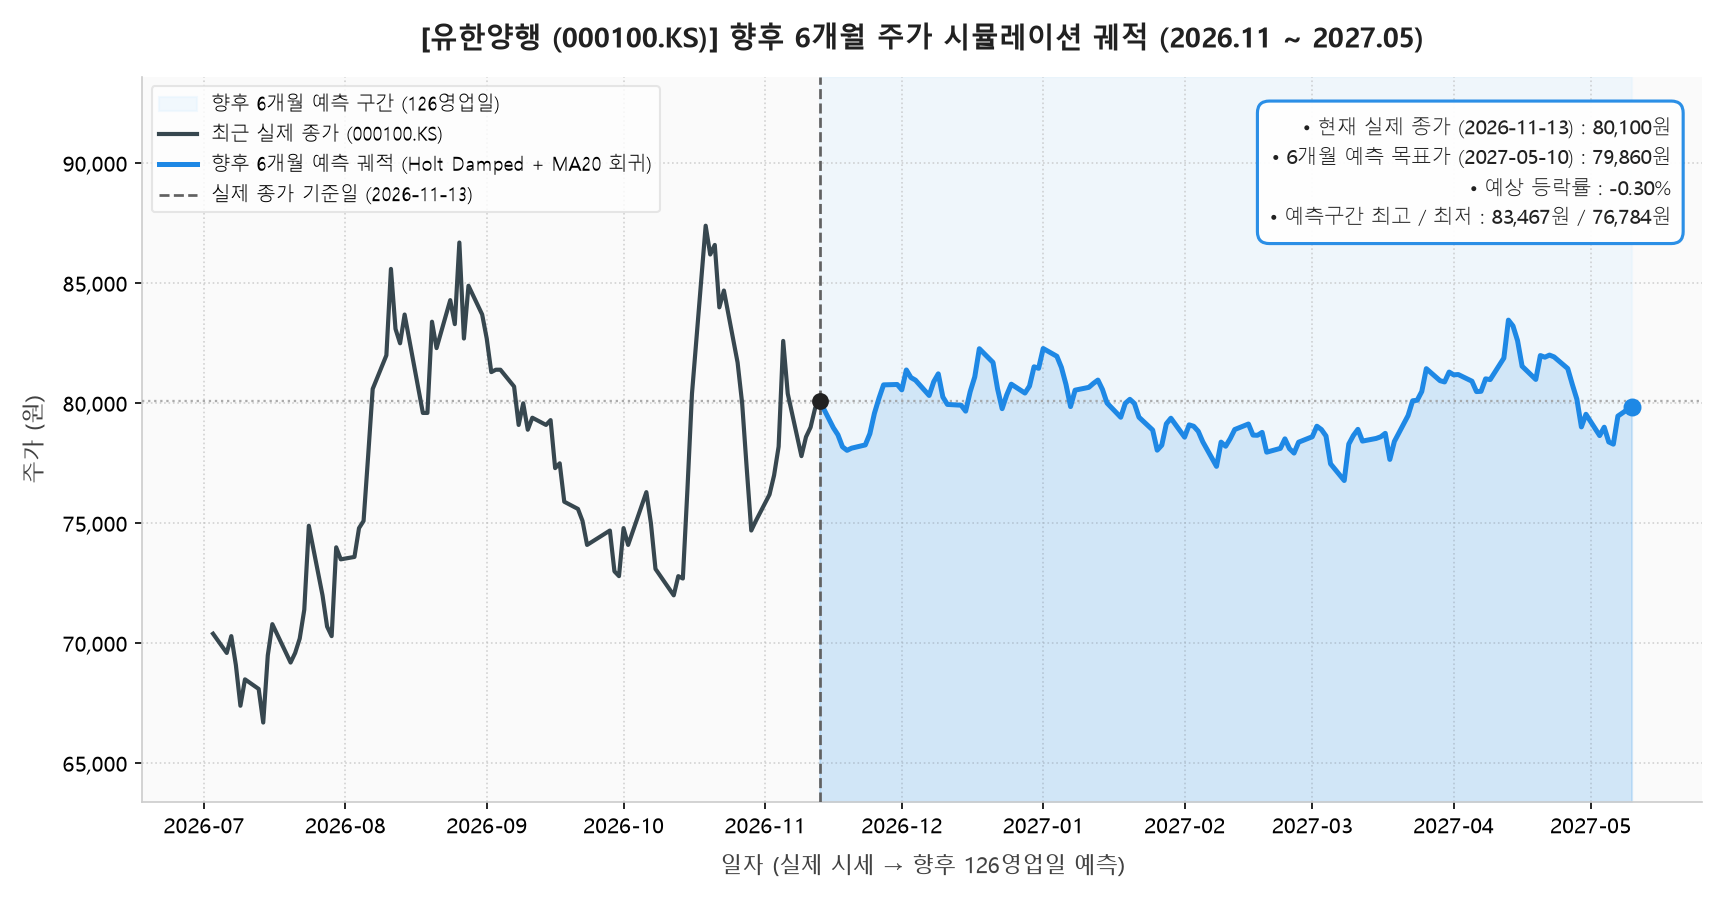 [유한양행 (000100.KS)] 향후 6개월 주가 시뮬레이션 궤적 (2026.11 ~ 2027.05)
향후 6개월 예측 구간 (126영업일)
최근 실제 종가 (000100.KS)
향후 6개월 예측 궤적 (Holt Damped + MA20 회귀)
실제 종가 기준일 (2026-11-13)
• 현재 실제 종가 (2026-11-13) : 80,100원
• 6개월 예측 목표가 (2027-05-10) : 79,860원
• 예상 등락률 : -0.30%
• 예측구간 최고 / 최저 : 83,467원 / 76,784원
주가 (원)
90,000
85,000
80,000
75,000
70,000
65,000
2026-07 2026-08 2026-09 2026-10 2026-11 2026-12 2027-01 2027-02 2027-03 2027-04 2027-05
일자 (실제 시세 → 향후 126영업일 예측)